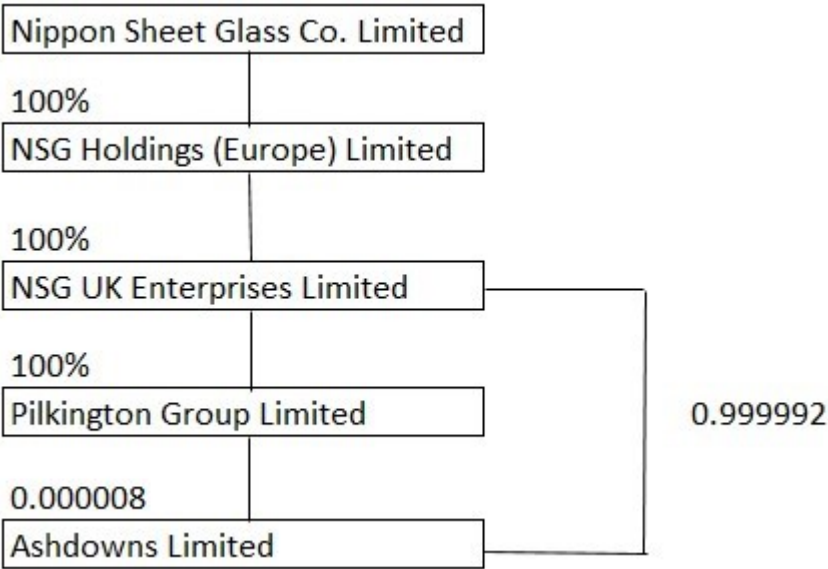 Nippon Sheet Glass Co. Limited
100%
NSG Holdings (Europe) Limited
100%
NSG UK Enterprises Limited
100%
Pilkington Group Limited
0.999992
0.000008
Ashdowns Limited